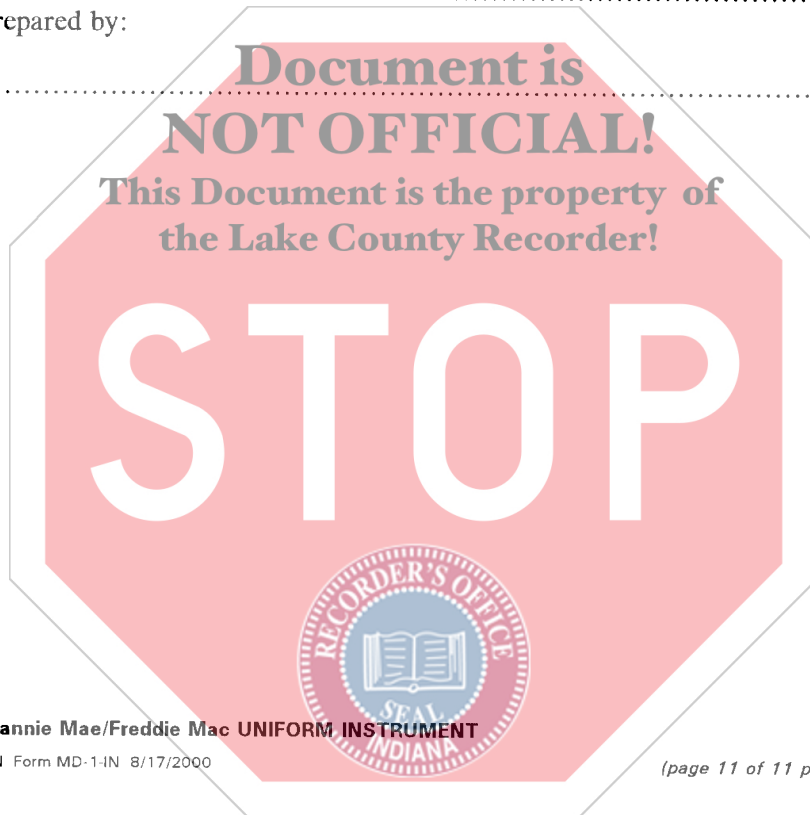 repared by:
Document is
NOT OFFICIAL!
This Document is the property of
the Lake County Recorder!
STOP
RECORDER'S OFFICE
SEAL
INDIANA
annie Mae/Freddie Mac UNIFORM INSTRUMENT
Form MD-1-IN 8/17/2000
(page 11 of 11 p